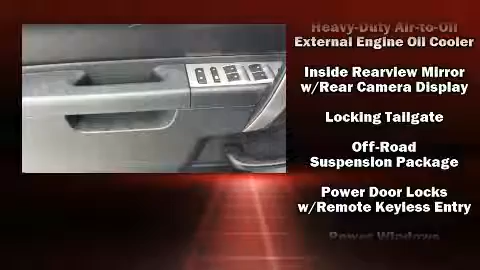 Heavy-Duty Air-to-Oil
External Engine Oil Cooler
Inside Rearview Mirror
w/Rear Camera Display
Locking Tailgate
Off-Road
Suspension Package
Power Door Locks
w/Remote Keyless Entry
Power Windows